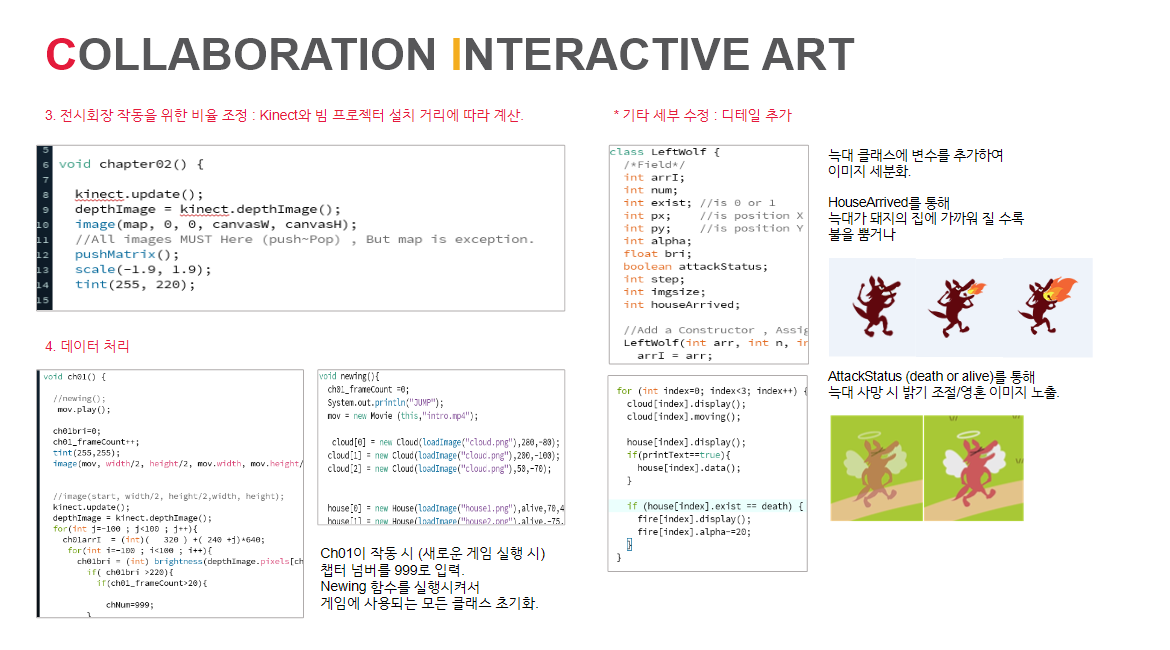 COLLABORATION INTERACTIVE ART
3. 전시회장 작동을 위한 비율 조정 : Kinect와 빔 프로젝터 설치 거리에 따라 계산.
5
6 void chapter02() {
7
8 kinect.update();
9 depthImage = kinect.depthImage();
10 image(map, 0, 0, canvasW, canvasH);
11 //All images MUST Here (push~Pop) , But map is exception.
12 pushMatrix();
13 scale(-1.9, 1.9);
14 tint(255, 220);
15
4. 데이터 처리
void ch01() {
//newing();
mov.play();
ch01bri=0;
ch01_frameCount++;
tint(255,255);
image(mov, width/2, height/2, mov.width, mov.height/
//image(start, width/2, height/2,width, height);
kinect.update();
depthImage = kinect.depthImage();
for(int j=-100 ; j<100 ; j++){
ch01arrI = (int)( 320 ) +( 240 +j)*640;
for(int i=-100 ; i<100 ; i++){
ch01bri = (int) brightness(depthImage.pixels[ch
if( ch01bri >220){
if(ch01_frameCount>20){
chNum=999;
}
void newing(){
ch01_frameCount =0;
System.out.println("JUMP");
mov = new Movie (this,"intro.mp4");
cloud[0] = new Cloud(loadImage("cloud.png"),280,-80);
cloud[1] = new Cloud(loadImage("cloud.png"),200,-100);
cloud[2] = new Cloud(loadImage("cloud.png"),50,-70);
house[0] = new House(loadImage("house1.png"),alive,70,4
house[1] = new House(loadImage("house2.png"),alive,-75,
Ch01이 작동 시 (새로운 게임 실행 시)
챕터 넘버를 999로 입력.
Newing 함수를 실행시켜서
게임에 사용되는 모든 클래스 초기화.
* 기타 세부 수정 : 디테일 추가
class LeftWolf {
/*Field*/
int arrI;
int num;
int exist; //is 0 or 1
int px; //is position X
int py; //is position Y
int alpha;
float bri;
boolean attackStatus;
int step;
int imgsize;
int houseArrived;
//Add a Constructor , Assig
LeftWolf(int arr, int n, in
arrI = arr;
for (int index=0; index<3; index++) {
cloud[index].display();
cloud[index].moving();
house[index].display();
if(printText==true){
house[index].data();
}
if (house[index].exist == death) {
fire[index].display();
fire[index].alpha-=20;
}
}
늑대 클래스에 변수를 추가하여
이미지 세분화.
HouseArrived를 통해
늑대가 돼지의 집에 가까워 질 수록
불을 뿜거나
AttackStatus (death or alive)를 통해
늑대 사망 시 밝기 조절/영혼 이미지 노출.